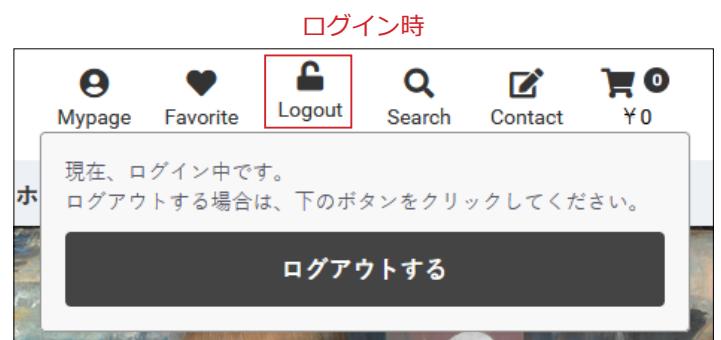 ログイン時
Mypage Favorite Logout Search Contact 0 ¥0
現在、ログイン中です。
ホ
ログアウトする場合は、下のボタンをクリックしてください。
ログアウトする